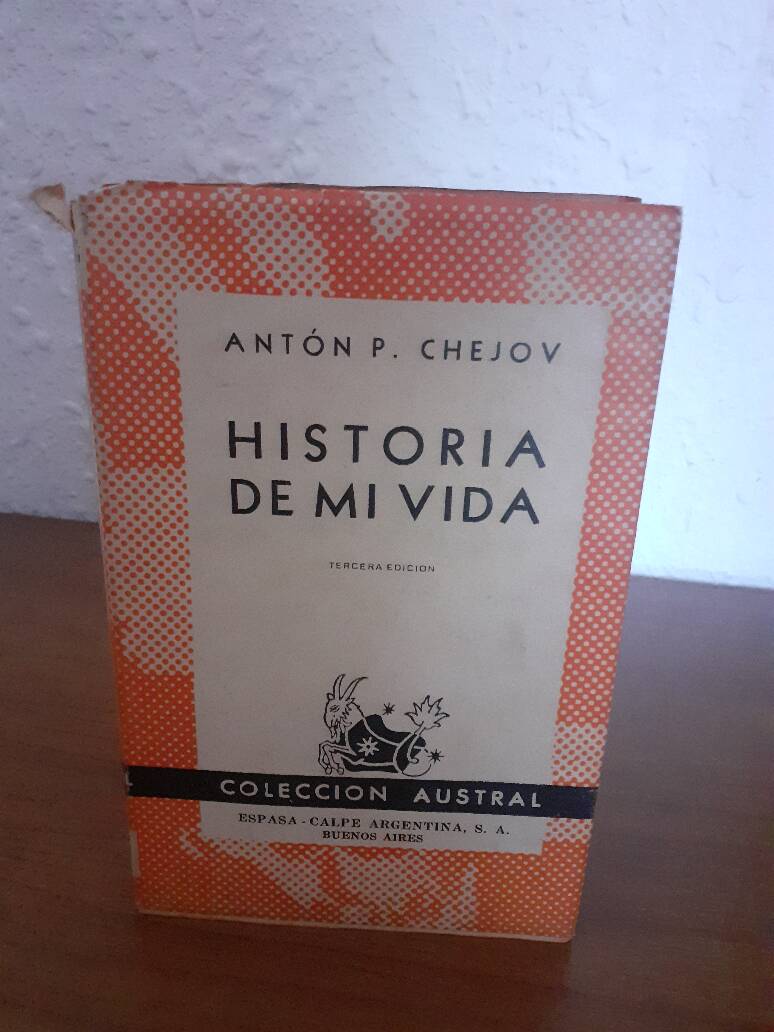 ANTÓN P. CHEJOV
HISTORIA
DE MI VIDA
TERCERA EDICION
COLECCION AUSTRAL
ESPASA - CALPE ARGENTINA, S. A.
BUENOS AIRES